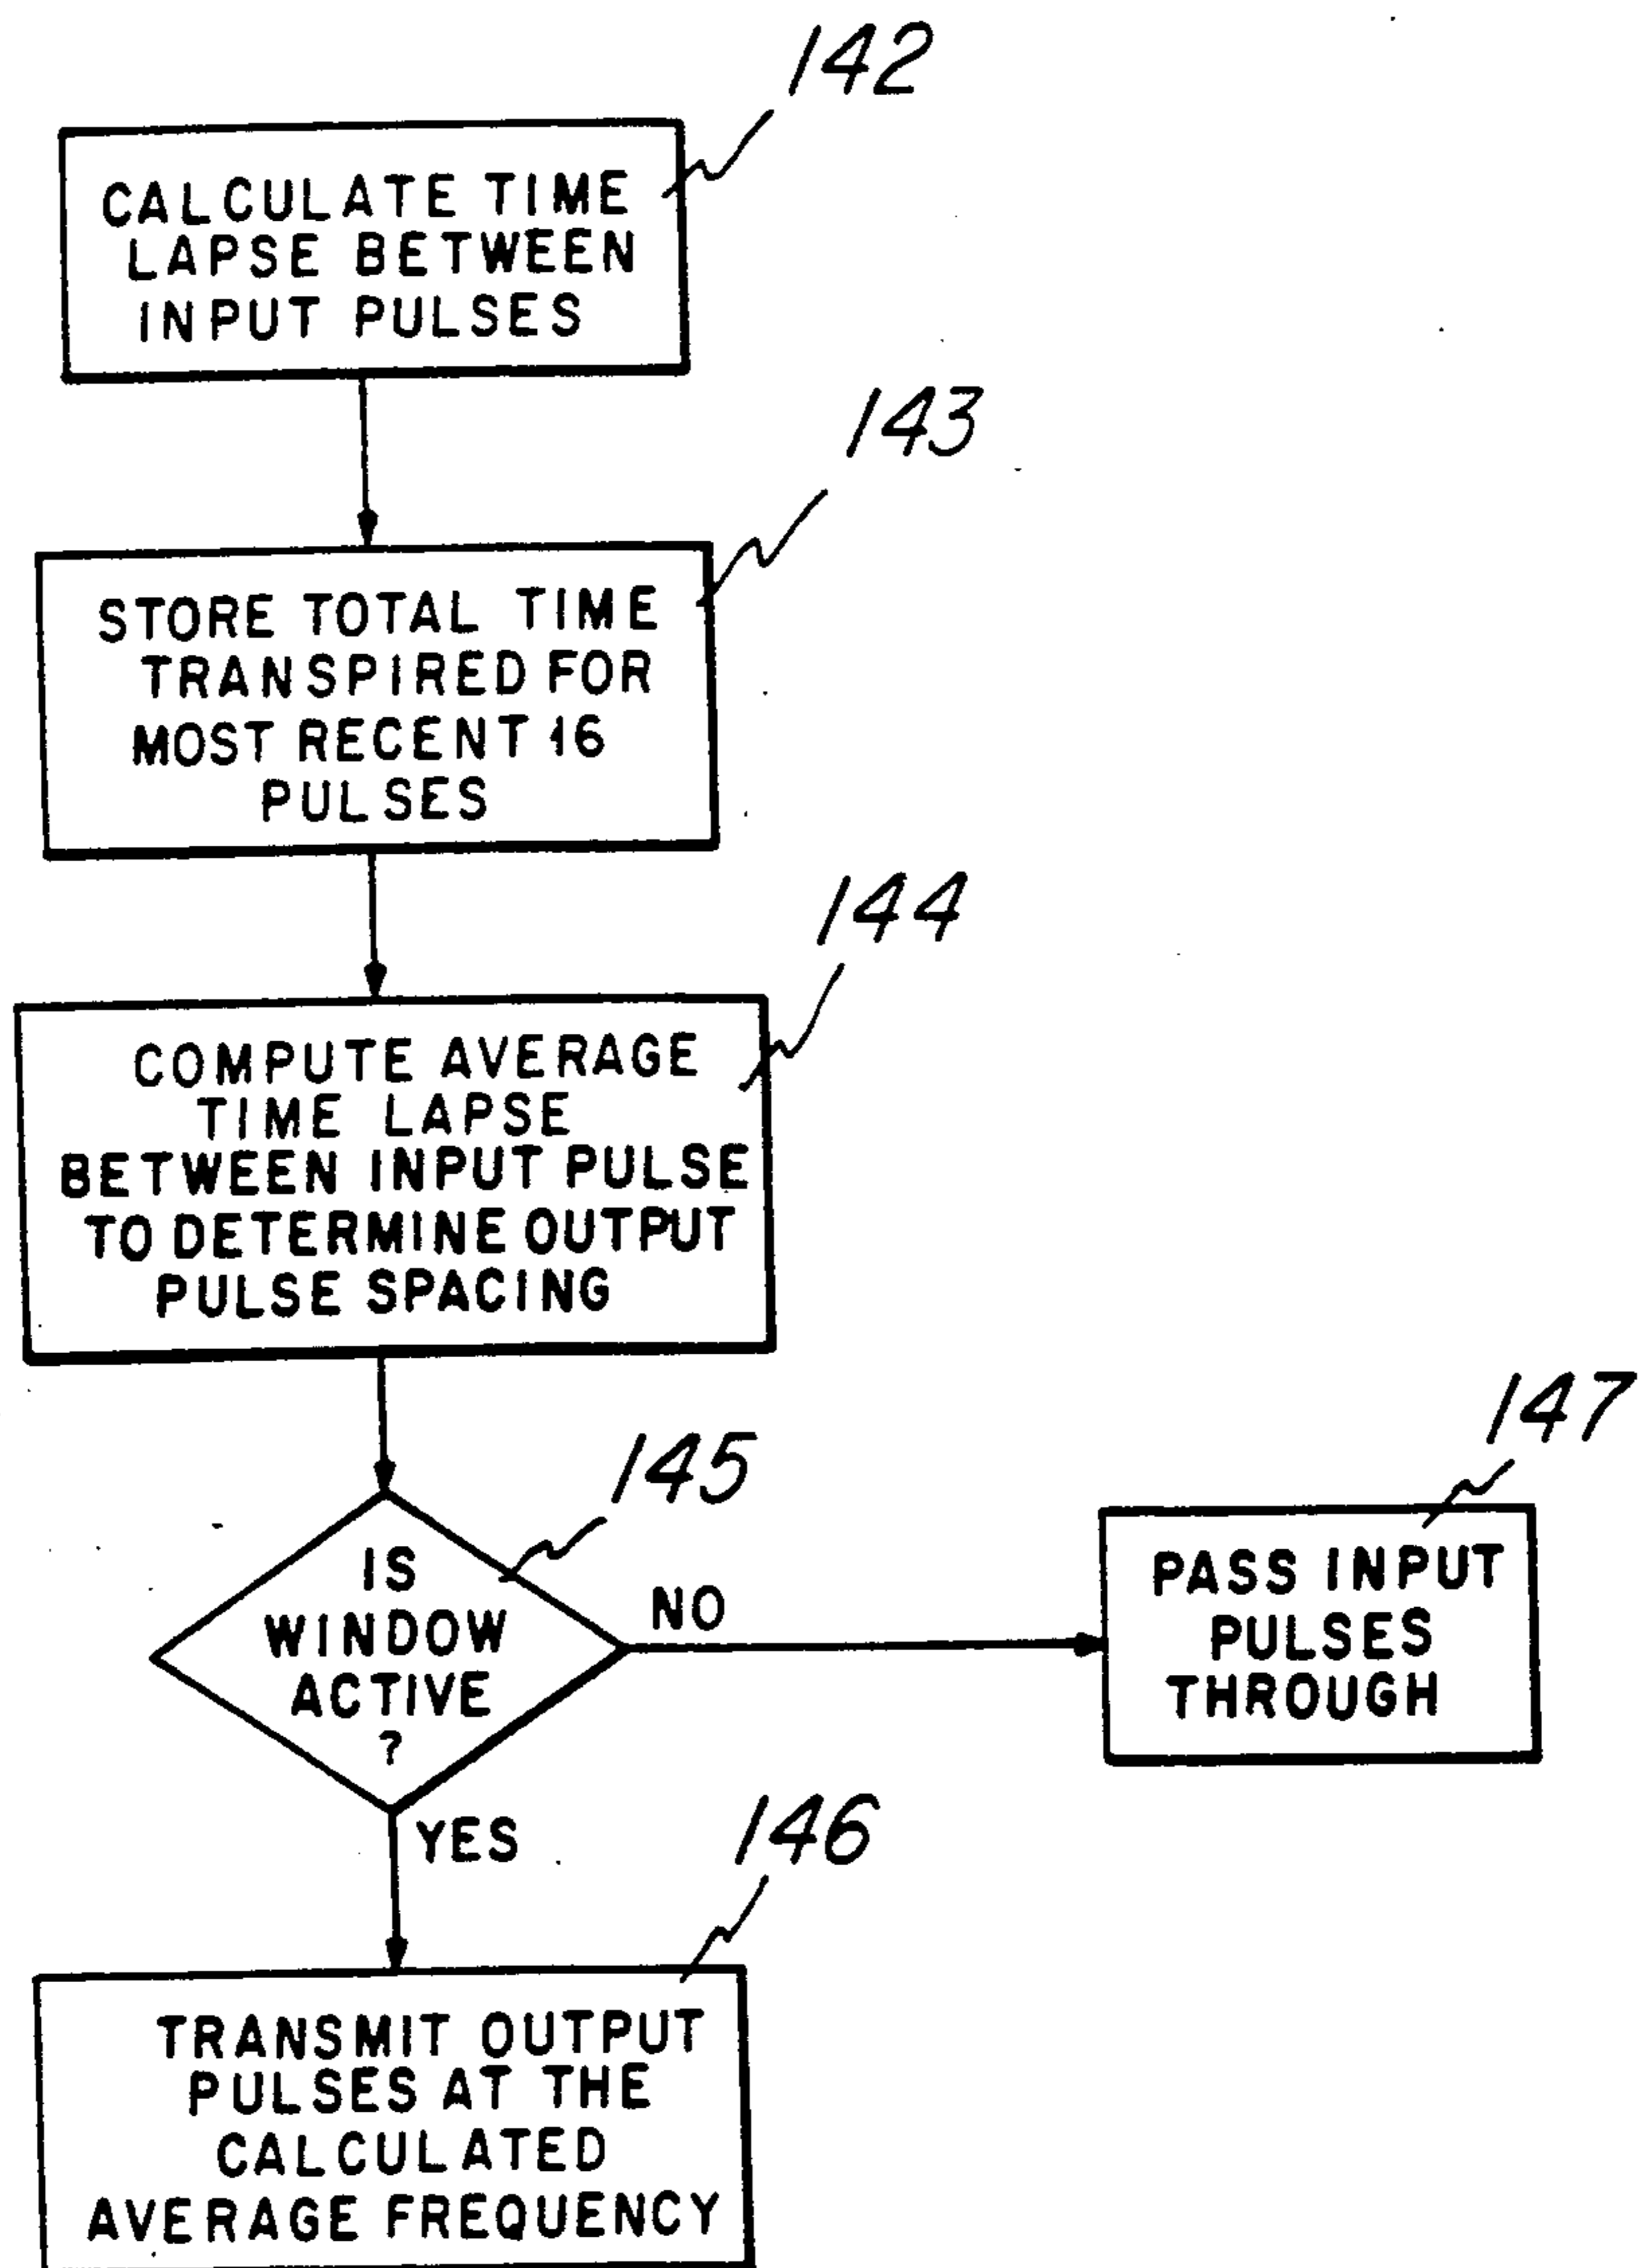 142
CALCULATE TIME
LAPSE BETWEEN
INPUT PULSES
143
STORE TOTAL TIME
TRANSPIRED FOR
MOST RECENT 16
PULSES
144
COMPUTE AVERAGE
TIME LAPSE
BETWEEN INPUT PULSE
TO DETERMINE OUTPUT
PULSE SPACING
145
IS
WINDOW
ACTIVE
?
NO
147
PASS INPUT
PULSES
THROUGH
YES
146
TRANSMIT OUTPUT
PULSES AT THE
CALCULATED
AVERAGE FREQUENCY